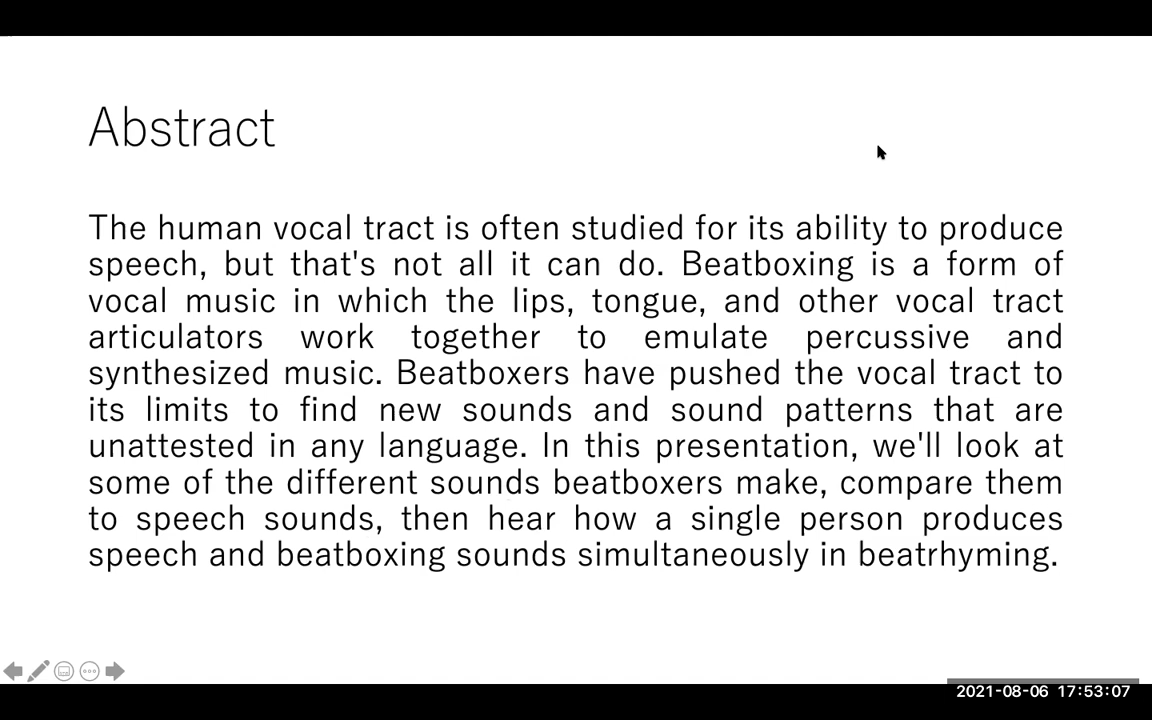 Abstract
The human vocal tract is often studied for its ability to produce
speech, but that's not all it can do. Beatboxing is a form of
vocal music in which the lips, tongue, and other vocal tract
articulators work together to emulate percussive and
synthesized music. Beatboxers have pushed the vocal tract to
its limits to find new sounds and sound patterns that are
unattested in any language. In this presentation, we'll look at
some of the different sounds beatboxers make, compare them
to speech sounds, then hear how a single person produces
speech and beatboxing sounds simultaneously in beatrhyming.
2021-08-06 17:53:07